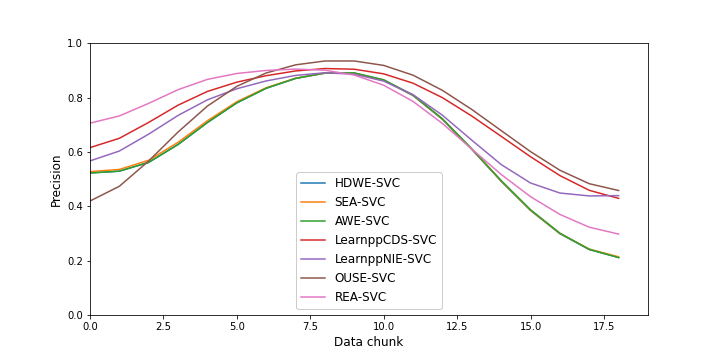 1.0
0.8
0.6
0.4
0.2
0.0
Precision
HDWE-SVC
SEA-SVC
AWE-SVC
LearnppCDS-SVC
LearnppNIE-SVC
OUSE-SVC
REA-SVC
0.0 2.5 5.0 7.5 10.0 12.5 15.0 17.5
Data chunk